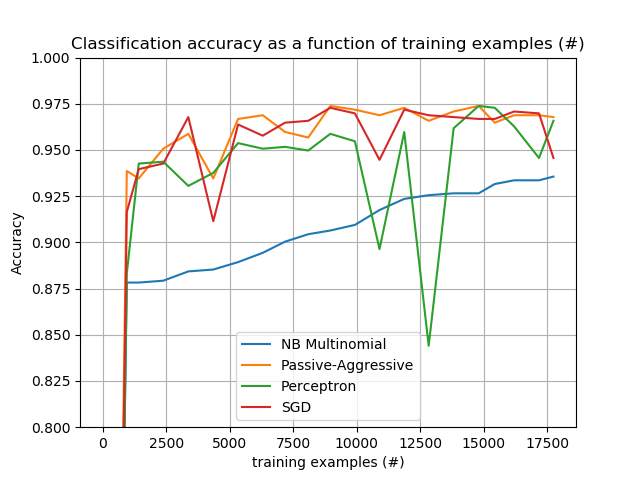 Classification accuracy as a function of training examples (#)
1.000
0.975
0.950
0.925
0.900
0.875
0.850
0.825
0.800
Accuracy
NB Multinomial
Passive-Aggressive
Perceptron
SGD
0 2500 5000 7500 10000 12500 15000 17500
training examples (#)